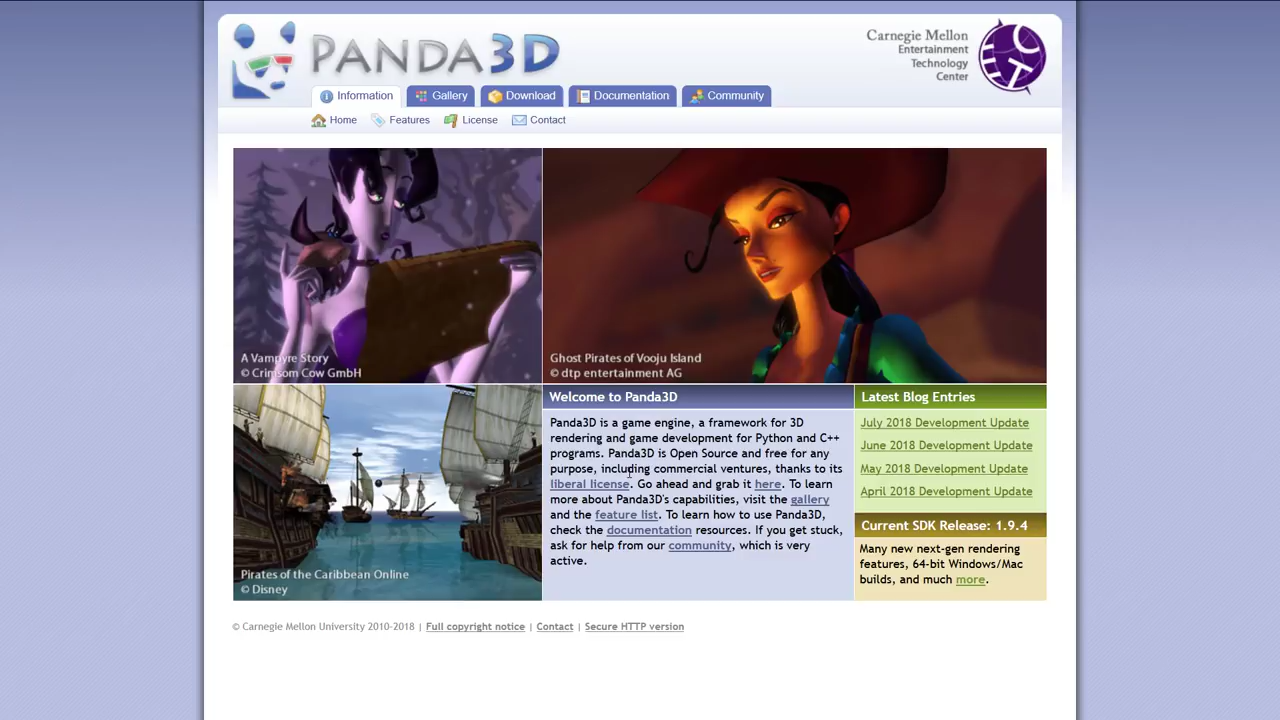 PANDA3D
Carnegie Mellon
Entertainment
Technology
Center
ETC
Information
Gallery
Download
Documentation
Community
Home
Features
License
Contact
A Vampyre Story
© Crimsom Cow GmbH
Ghost Pirates of Vooju Island
© dtp entertainment AG
Pirates of the Caribbean Online
© Disney
Welcome to Panda3D
Panda3D is a game engine, a framework for 3D
rendering and game development for Python and C++
programs. Panda3D is Open Source and free for any
purpose, including commercial ventures, thanks to its
liberal license. Go ahead and grab it here. To learn
more about Panda3D's capabilities, visit the gallery
and the feature list. To learn how to use Panda3D,
check the documentation resources. If you get stuck,
ask for help from our community, which is very
active.
Latest Blog Entries
July 2018 Development Update
June 2018 Development Update
May 2018 Development Update
April 2018 Development Update
Current SDK Release: 1.9.4
Many new next-gen rendering
features, 64-bit Windows/Mac
builds, and much more.
© Carnegie Mellon University 2010-2018 | Full copyright notice | Contact | Secure HTTP version